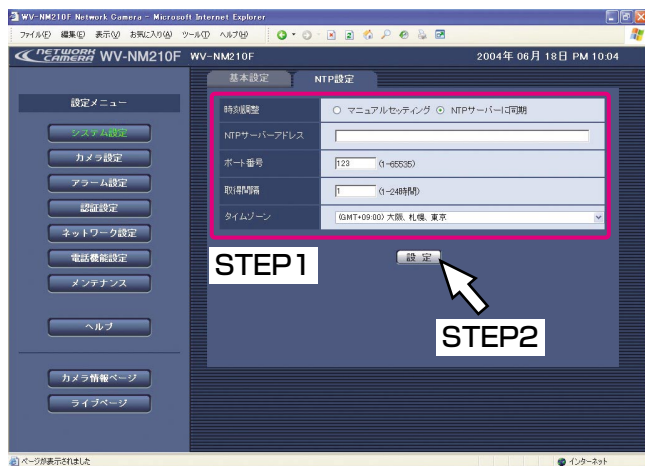 WV-NM210F Network Camera - Microsoft Internet Explorer
ファイル(F) 編集(E) 表示(V) お気に入り(A) ツール(T) ヘルプ(H)
NETWORK CAMERA WV-NM210F WV-NM210F 2004年 06月 18日 PM 10:04
基本設定 NTP設定
設定メニュー
システム設定
カメラ設定
アラーム設定
認証設定
ネットワーク設定
電話機能設定
メンテナンス
ヘルプ
カメラ情報ページ
ライブページ
時刻調整 マニュアルセッティング NTPサーバーに同期
NTPサーバーアドレス
ポート番号 123 (1-65535)
取得間隔 1 (1-24時間)
タイムゾーン (GMT+09:00) 大阪、札幌、東京
STEP1
設定
STEP2
ページが表示されました インターネット